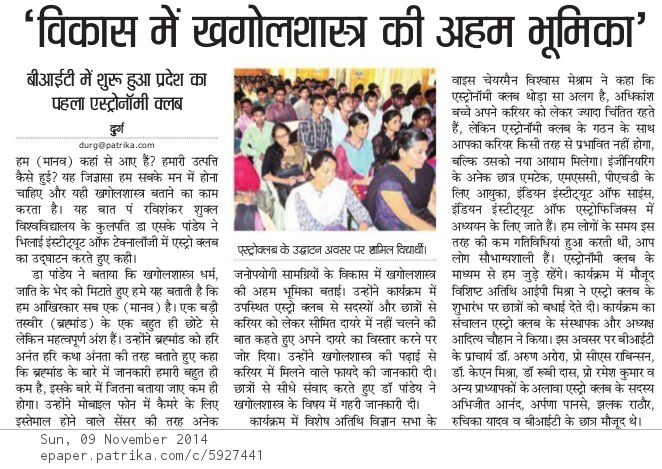 ‘विकास में खगोलशास्त्र की अहम भूमिका’
बीआईटी में शुरू हुआ प्रदेश का
पहला एस्ट्रोनॉमी क्लब
दुर्ग
durg@patrika.com
हम (मानव) कहां से आए हैं? हमारी उत्पत्ति
कैसे हुई? यह जिज्ञासा हम सबके मन में होना
चाहिए और यही खगोलशास्त्र बताने का काम
करता है। यह बात पं रविशंकर शुक्ल
विश्वविद्यालय के कुलपति डा एसके पांडेय ने
भिलाई इंस्टीट्यूट ऑफ टेक्नालॉजी में एस्ट्रो क्लब
का उद्घाटन करते हुए कही।
डा पांडेय ने बताया कि खगोलशास्त्र धर्म,
जाति के भेद को मिटाते हुए हमे यह बताती है कि
हम आखिरकार सब एक (मानव) है। एक बड़ी
तस्वीर (ब्रह्मांड) के एक बहुत ही छोटे से
लेकिन महत्वपूर्ण अंश हैं। उन्होंने ब्रह्मांड को हरि
अनंत हरि कथा अंनता की तरह बताते हुए कहा
कि ब्रह्मांड के बारे में जानकारी हमारी बहुत ही
कम है, इसके बारे में जितना बताया जाए कम ही
होगा। उन्होंने मोबाइल फोन में कैमरे के लिए
इस्तेमाल होने वाले सेंसर की तरह अनेक
एस्ट्रोक्लब के उद्घाटन अवसर पर शामिल विद्यार्थी।
जनोपयोगी सामग्रियों के विकास में खगोलशास्त्र
की अहम भूमिका बताई। उन्होंने कार्यक्रम में
उपस्थित एस्ट्रो क्लब से सदस्यों और छात्रों से
करियर को लेकर सीमित दायरे में नहीं चलने की
बात कहते हुए अपने दायरे का विस्तार करने पर
जोर दिया। उन्होंने खगोलशास्त्र की पढ़ाई से
करियर में मिलने वाले फायदे की जानकारी दी।
छात्रों से सीधे संवाद करते हुए डॉ पांडेय ने
खगोलशास्त्र के विषय में गहरी जानकारी दी।
कार्यक्रम में विशेष अतिथि विज्ञान सभा के
वाइस चेयरमैन विश्वास मेश्राम ने कहा कि
एस्ट्रोनॉमी क्लब थोड़ा सा अलग है, अधिकांश
बच्चे अपने करियर को लेकर ज्यादा चिंतित रहते
हैं, लेकिन एस्ट्रोनॉमी क्लब के गठन के साथ
आपका करियर किसी तरह से प्रभावित नहीं होगा,
बल्कि उसको नया आयाम मिलेगा। इंजीनियरिंग
के अनेक छात्र एमटेक, एमएससी, पीएचडी के
लिए आयुका, इंडियन इंस्टीट्यूट ऑफ साइंस,
इंडियन इंस्टीट्यूट ऑफ एस्ट्रोफिजिक्स में
अध्ययन के लिए जाते हैं। हम लोगों के समय इस
तरह की कम गतिविधियां हुआ करती थीं, आप
लोग सौभाग्यशाली हैं। एस्ट्रोनॉमी क्लब के
माध्यम से हम जुड़े रहेंगे। कार्यक्रम में मौजूद
विशिष्ट अतिथि आईपी मिश्रा ने एस्ट्रो क्लब के
शुभारंभ पर छात्रों को बधाई देते दी। कार्यक्रम का
संचालन एस्ट्रो क्लब के संस्थापक और अध्यक्ष
आदित्य चौहान ने किया। इस अवसर पर बीआईटी
के प्राचार्य डॉ. अरुण अरोरा, प्रो सीएस राबिन्सन,
डॉ. केएन मिश्रा, डॉ रूबी दास, प्रो रमेश कुमार व
अन्य प्राध्यापकों के अलावा एस्ट्रो क्लब के सदस्य
अभिजीत आनंद, अर्पणा पानसे, झलक राठौर,
रुचिका यादव व बीआईटी के छात्र मौजूद थे।
Sun, 09 November 2014
epaper.patrika.com/c/5927441